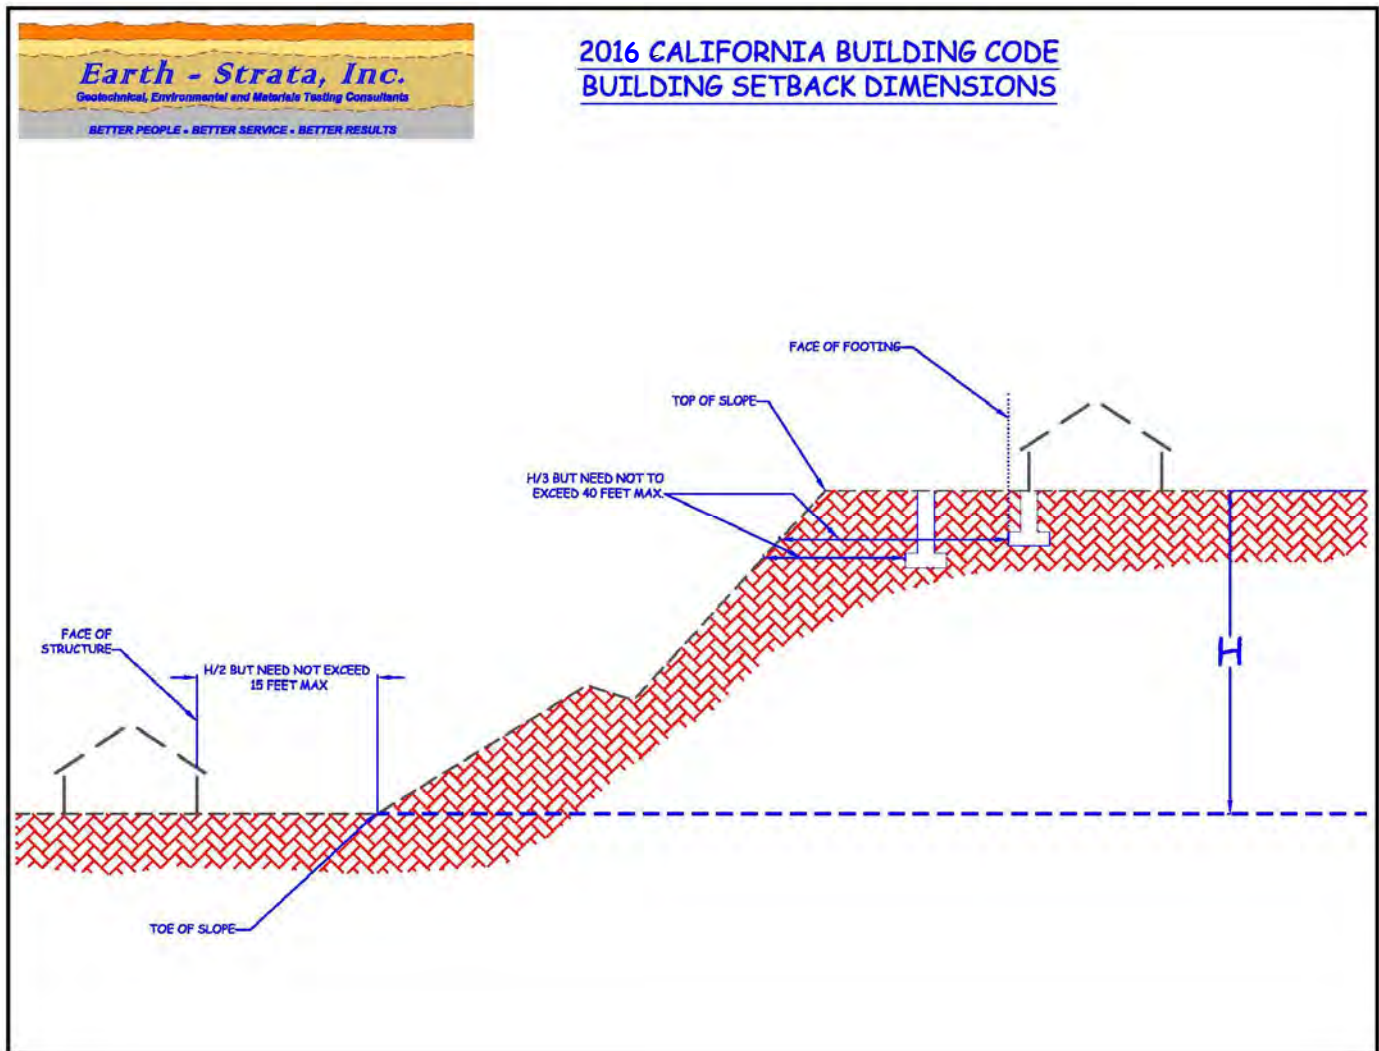 Earth - Strata, Inc.
Geotechnical, Environmental and Materials Testing Consultants
BETTER PEOPLE • BETTER SERVICE • BETTER RESULTS
2016 CALIFORNIA BUILDING CODE
BUILDING SETBACK DIMENSIONS
FACE OF FOOTING
TOP OF SLOPE
H/3 BUT NEED NOT TO
EXCEED 40 FEET MAX.
FACE OF
STRUCTURE
H/2 BUT NEED NOT EXCEED
15 FEET MAX
H
TOE OF SLOPE